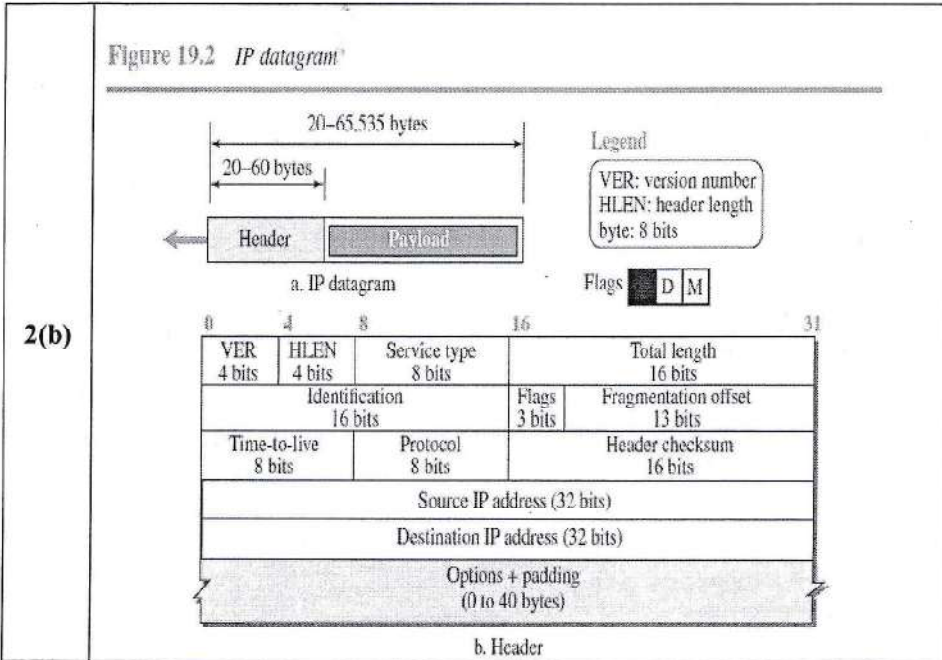 Figure 19.2 IP datagram
20–65,535 bytes
20–60 bytes
Header
Payload
a. IP datagram
Legend
VER: version number
HLEN: header length
byte: 8 bits
Flags D M
2(b)
0 4 8 16 31
VER HLEN Service type Total length
4 bits 4 bits 8 bits 16 bits
Identification Flags Fragmentation offset
16 bits 3 bits 13 bits
Time-to-live Protocol Header checksum
8 bits 8 bits 16 bits
Source IP address (32 bits)
Destination IP address (32 bits)
Options + padding
(0 to 40 bytes)
b. Header